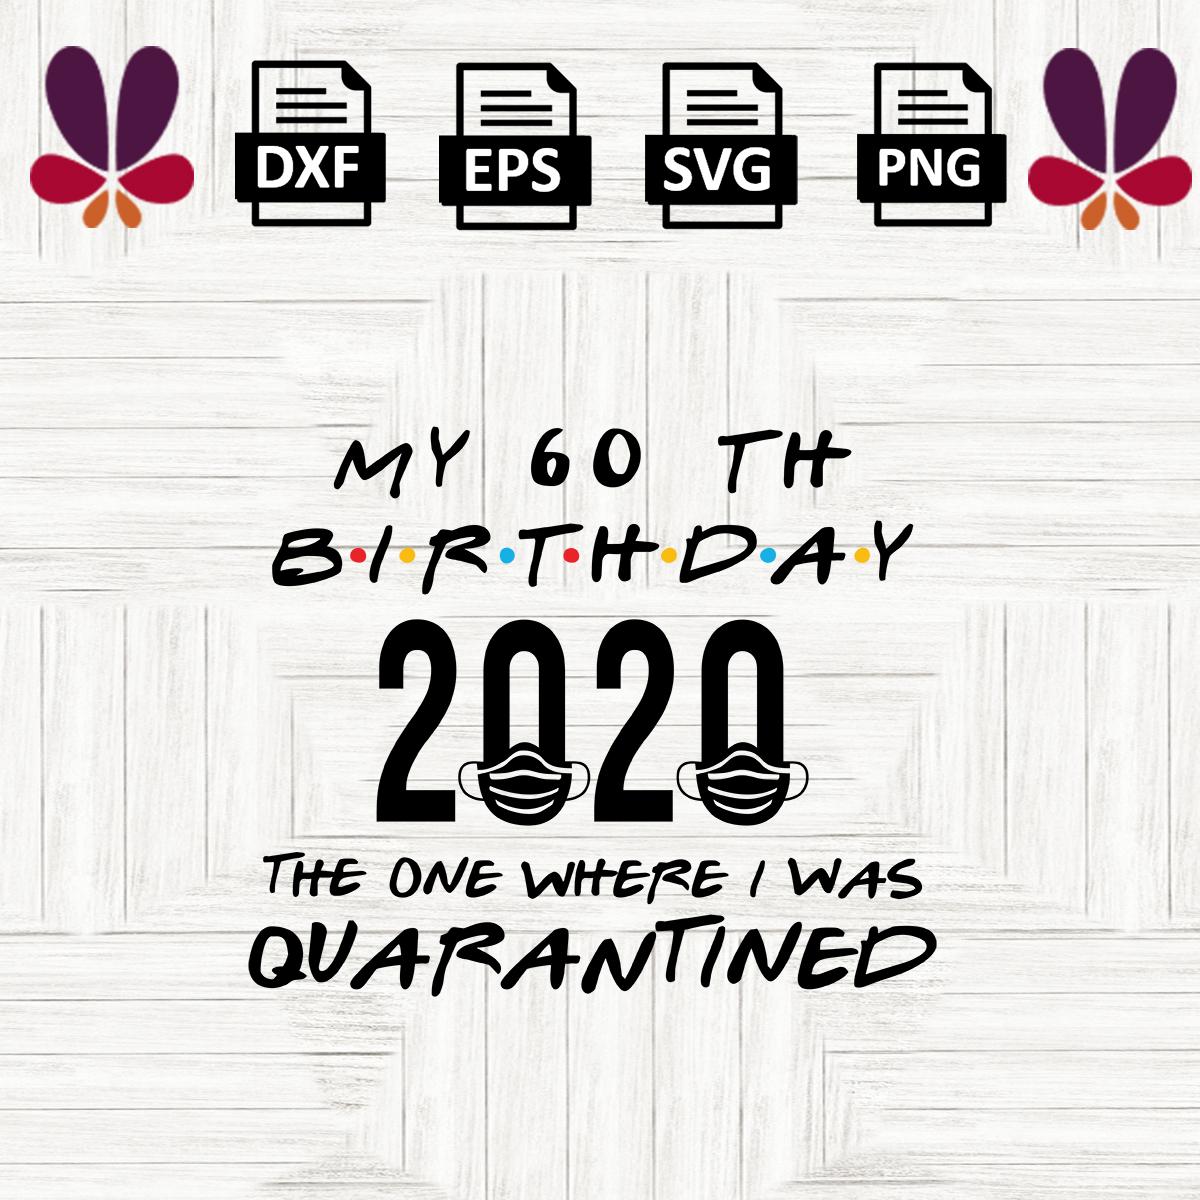 DXF EPS SVG PNG
MY 60 TH
B•I•R•T•H•D•A•Y
2020
THE ONE WHERE I WAS
QUARANTINED